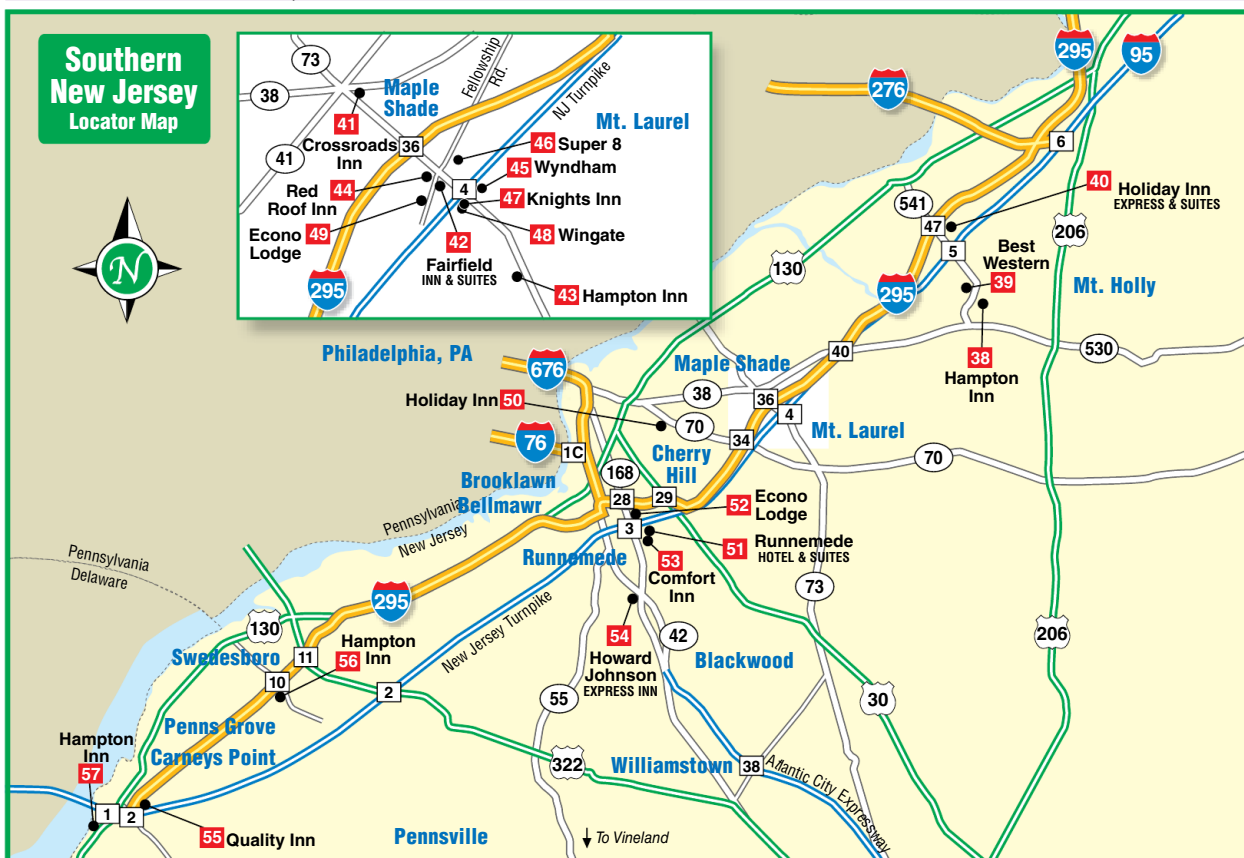 Southern
New Jersey
Locator Map
73
38
41
Maple
Shade
Fellowship
Rd.
NJ Turnpike
Mt. Laurel
41
Crossroads
Inn
36
46 Super 8
45 Wyndham
4
47 Knights Inn
48 Wingate
Red
Roof Inn
44
Econo
Lodge
49
42
Fairfield
INN & SUITES
43 Hampton Inn
295
N
295
95
276
6
40
Holiday Inn
EXPRESS & SUITES
541
47
5
206
130
Best
Western
39
Mt. Holly
295
38
Hampton
Inn
530
40
Philadelphia, PA
676
Maple Shade
38
36
4
Holiday Inn 50
70
34
Mt. Laurel
70
76
1C
Cherry
Hill
Brooklawn
Bellmawr
168
28
29
52 Econo
Lodge
3
51 Runnemede
HOTEL & SUITES
Runnemede
53
Comfort
Inn
Pennsylvania
New Jersey
Pennsylvania
Delaware
295
New Jersey Turnpike
73
130
Swedesboro
11
Hampton
Inn
56
10
2
54
Howard
Johnson
EXPRESS INN
42
Blackwood
206
55
30
Penns Grove
Carneys Point
Hampton
Inn
57
322
Williamstown
38
Atlantic City Expressway
1
2
55 Quality Inn
Pennsville
To Vineland